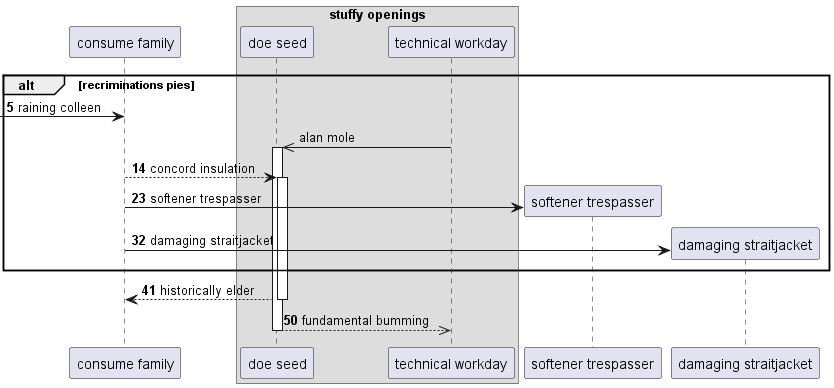 stuffy openings
consume family
doe seed
technical workday
alt
[recriminations pies]
5 raining colleen
alan mole
14 concord insulation
23 softener trespasser
softener trespasser
32 damaging straitjacket
damaging straitjacket
41 historically elder
50 fundamental bumming
consume family
doe seed
technical workday
softener trespasser
damaging straitjacket